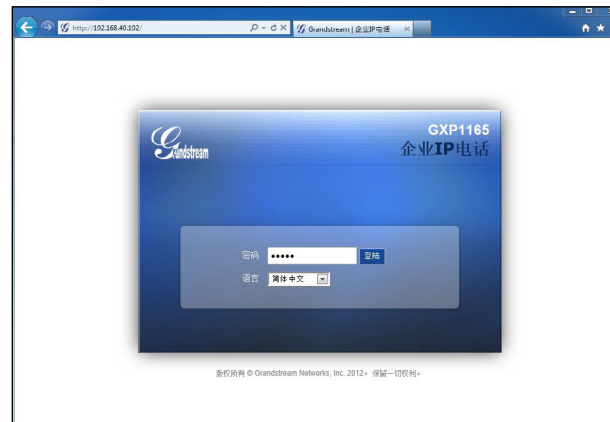 http://192.168.40.192/
Grandstream | 企业IP电话
Grandstream
GXP1165
企业IP电话
密码 ••••• 登陆
语言 简体中文
版权所有 © Grandstream Networks, Inc. 2012。 保留一切权利。